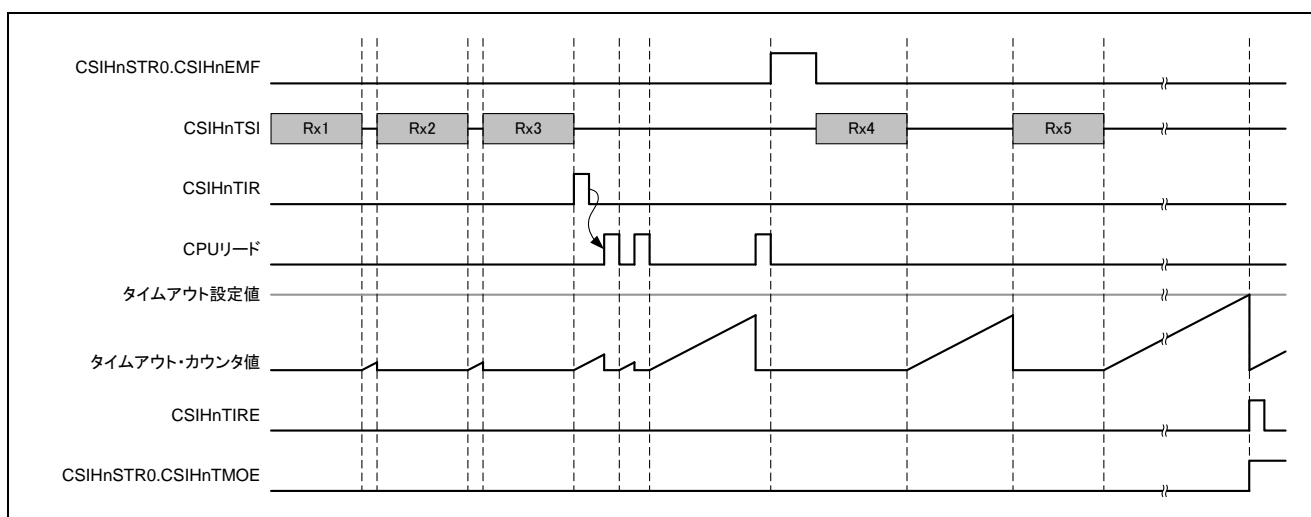 CSIHnSTR0.CSIHnEMF
CSIHnTSI
Rx1 Rx2 Rx3 Rx4 Rx5
CSIHnTIR
CPUリード
タイムアウト設定値
タイムアウト・カウンタ値
CSIHnTIRE
CSIHnSTR0.CSIHnTMOE